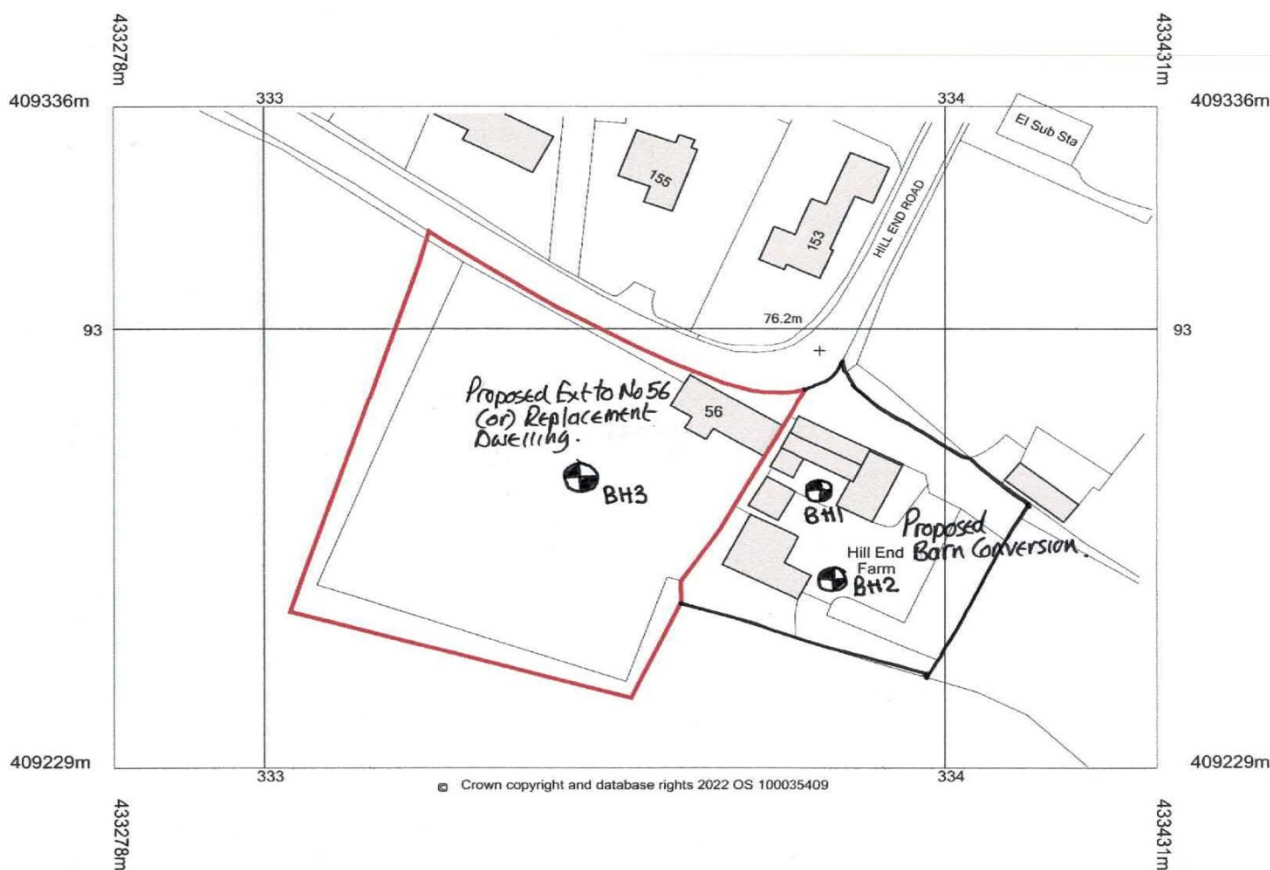 433278m
433431m
409336m
333
334
409336m
El Sub Sta
155
153
HILL END ROAD
76.2m
93
93
Proposed Ext to No 56
(or) Replacement
Dwelling.
56
BH3
BH1
Proposed
Barn Conversion.
Hill End
Farm
BH2
409229m
333
334
409229m
© Crown copyright and database rights 2022 OS 100035409
433278m
433431m